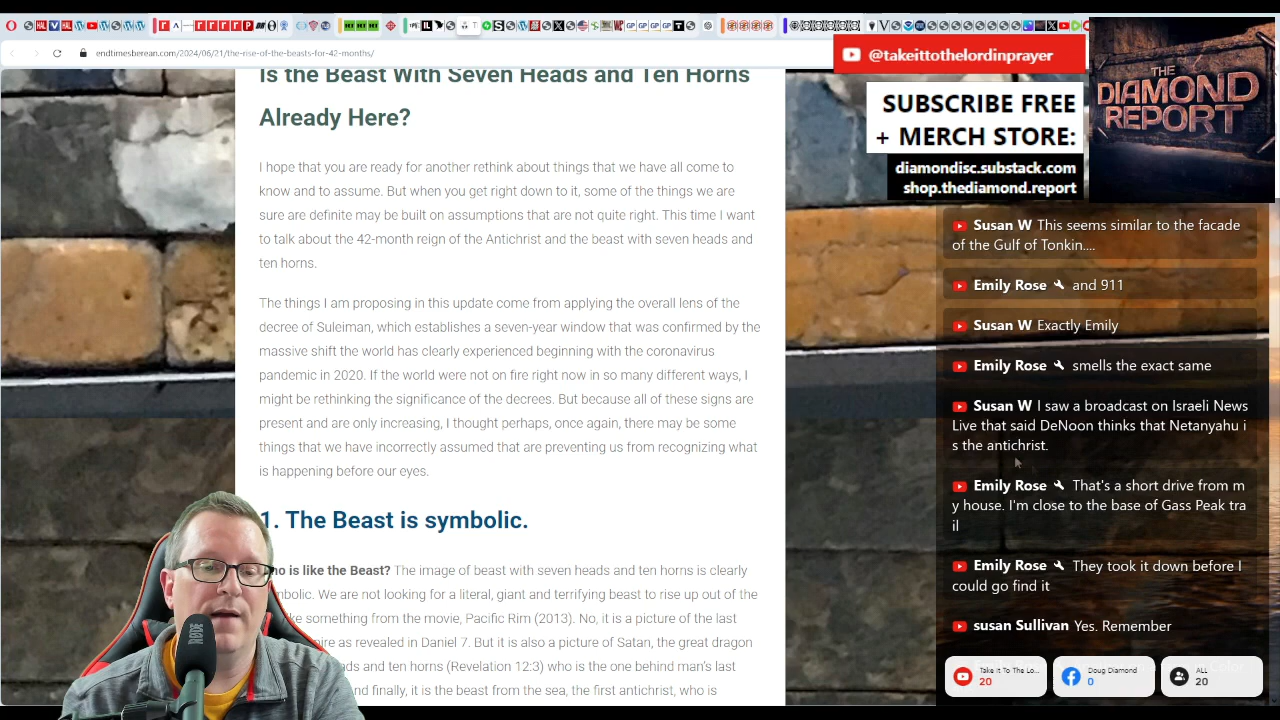 endtimesberean.com/2024/06/21/the-rise-of-the-beasts-for-42-months/
@takeittothelordinprayer
SUBSCRIBE FREE
+ MERCH STORE:
diamondisc.substack.com
shop.thediamond.report
THE
DIAMOND
REPORT
Is the Beast With Seven Heads and Ten Horns
Already Here?
I hope that you are ready for another rethink about things that we have all come to
know and to assume. But when you get right down to it, some of the things we are
sure are definite may be built on assumptions that are not quite right. This time I want
to talk about the 42-month reign of the Antichrist and the beast with seven heads and
ten horns.
The things I am proposing in this update come from applying the overall lens of the
decree of Suleiman, which establishes a seven-year window that was confirmed by the
massive shift the world has clearly experienced beginning with the coronavirus
pandemic in 2020. If the world were not on fire right now in so many different ways, I
might be rethinking the significance of the decrees. But because all of these signs are
present and are only increasing, I thought perhaps, once again, there may be some
things that we have incorrectly assumed that are preventing us from recognizing what
is happening before our eyes.
1. The Beast is symbolic.
ho is like the Beast? The image of beast with seven heads and ten horns is clearly
mbolic. We are not looking for a literal, giant and terrifying beast to rise up out of the
ke something from the movie, Pacific Rim (2013). No, it is a picture of the last
ire as revealed in Daniel 7. But it is also a picture of Satan, the great dragon
ads and ten horns (Revelation 12:3) who is the one behind man's last
nd finally, it is the beast from the sea, the first antichrist, who is
Susan W This seems similar to the facade
of the Gulf of Tonkin....
Emily Rose and 911
Susan W Exactly Emily
Emily Rose smells the exact same
Susan W I saw a broadcast on Israeli News
Live that said DeNoon thinks that Netanyahu i
s the antichrist.
Emily Rose That's a short drive from m
y house. I'm close to the base of Gass Peak tra
il
Emily Rose They took it down before I
could go find it
susan Sullivan Yes. Remember
Take It To The Lo...
20
Doug Diamond
0
ALL
20
RØDE